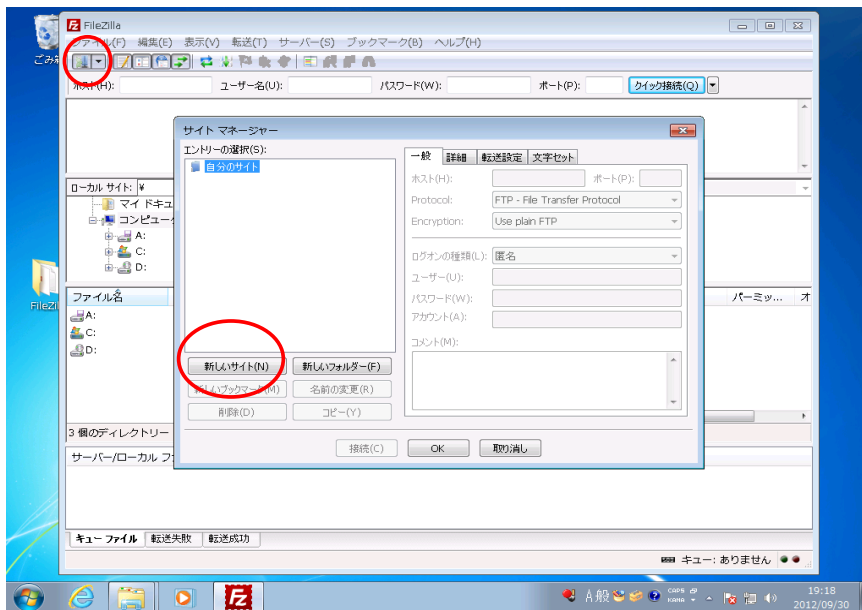 FileZilla
ファイル(F) 編集(E) 表示(V) 転送(T) サーバー(S) ブックマーク(B) ヘルプ(H)
ごみ箱
ホスト(H): ユーザー名(U): パスワード(W): ポート(P): クイック接続(Q)
サイト マネージャー
エントリーの選択(S):
自分のサイト
一般 詳細 転送設定 文字セット
ホスト(H): ポート(P):
Protocol: FTP - File Transfer Protocol
Encryption: Use plain FTP
ログオンの種類(L): 匿名
ユーザー(U):
パスワード(W):
アカウント(A):
コメント(M):
新しいサイト(N) 新しいフォルダー(F)
新しいブックマーク(M) 名前の変更(R)
削除(D) コピー(Y)
接続(C) OK 取り消し
ローカル サイト: ¥
マイ ドキュ
コンピュータ
A:
C:
D:
FileZil
ファイル名 パーミッ... オ
A:
C:
D:
3 個のディレクトリー
サーバー/ローカル フ
キュー ファイル 転送失敗 転送成功
キュー: ありません
A 般 CAPS KANA
19:18
2012/09/30